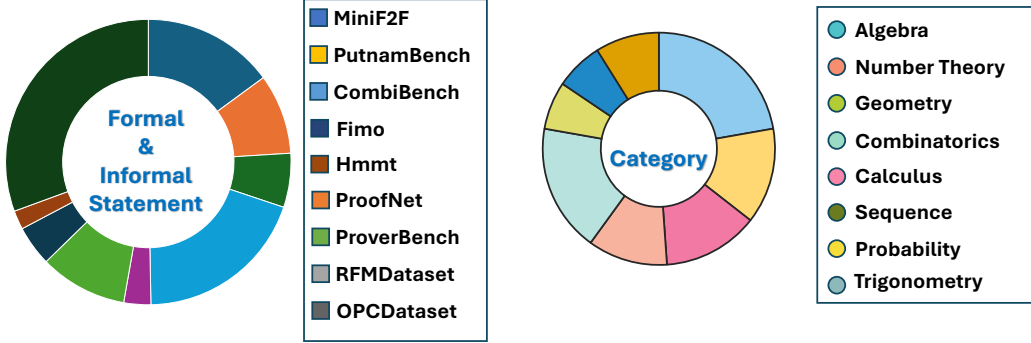 Formal
&
Informal
Statement
MiniF2F
PutnamBench
CombiBench
Fimo
Hmmt
ProofNet
ProverBench
RFMDataset
OPCDataset
Category
Algebra
Number Theory
Geometry
Combinatorics
Calculus
Sequence
Probability
Trigonometry